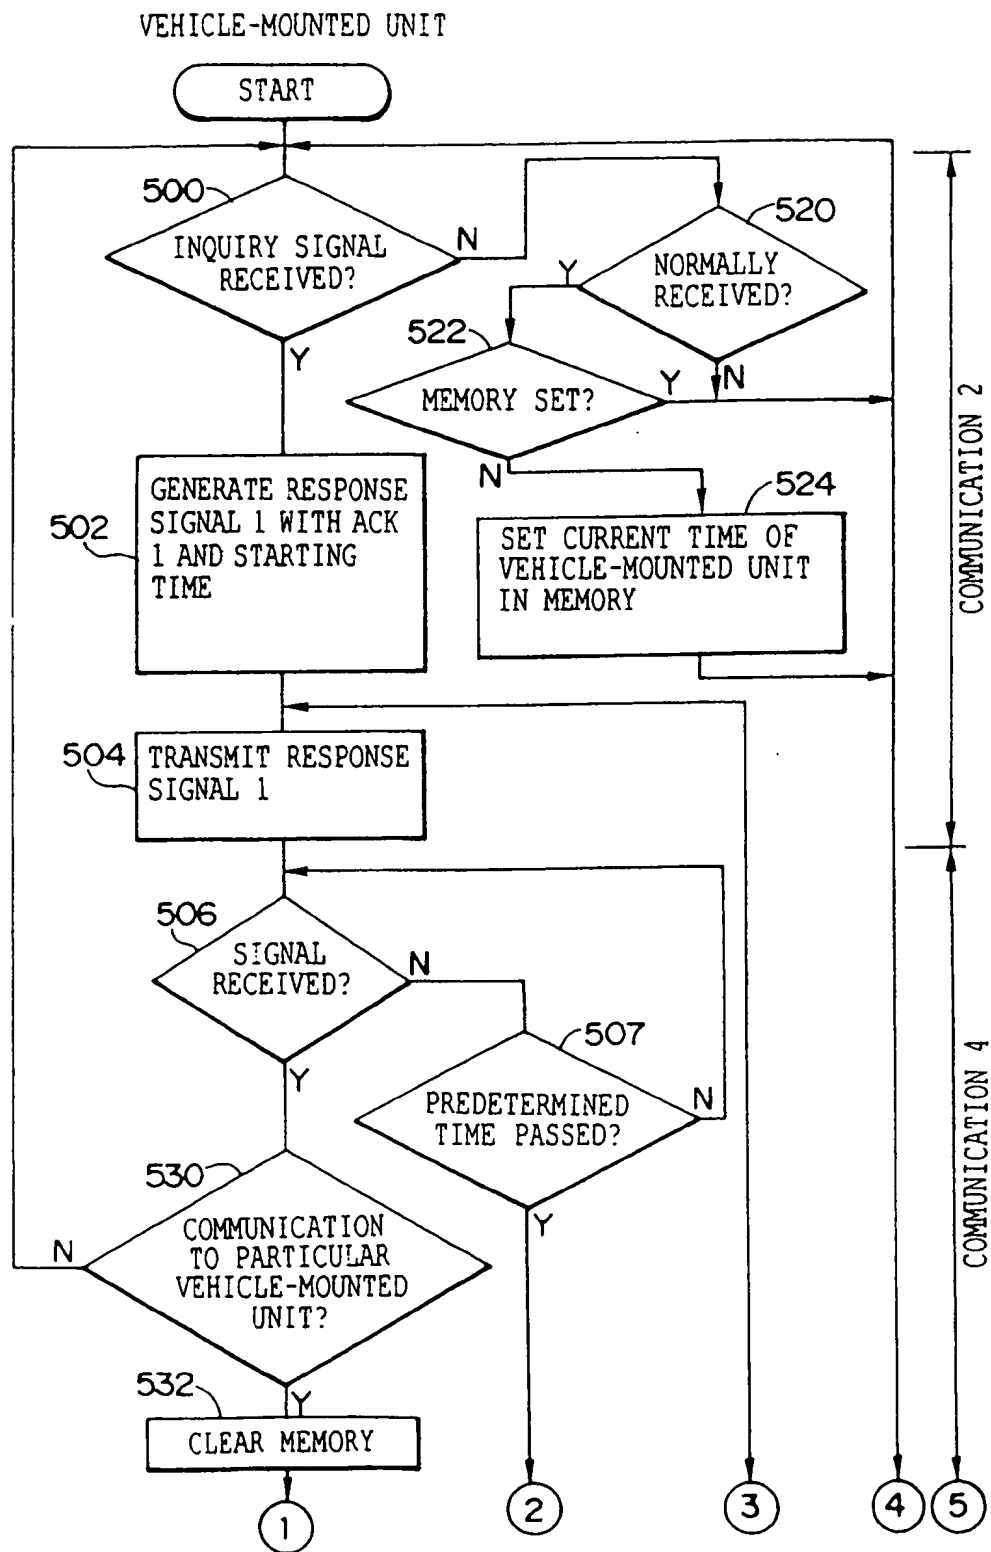 VEHICLE-MOUNTED UNIT
START
500
INQUIRY SIGNAL
RECEIVED?
N
Y
520
NORMALLY
RECEIVED?
Y
N
522
MEMORY SET?
Y
N
502
GENERATE RESPONSE
SIGNAL 1 WITH ACK
1 AND STARTING
TIME
524
SET CURRENT TIME OF
VEHICLE-MOUNTED UNIT
IN MEMORY
COMMUNICATION 2
504
TRANSMIT RESPONSE
SIGNAL 1
506
SIGNAL
RECEIVED?
N
Y
507
PREDETERMINED
TIME PASSED?
N
Y
COMMUNICATION 4
530
COMMUNICATION
TO PARTICULAR
VEHICLE-MOUNTED
UNIT?
N
Y
532
CLEAR MEMORY
1
2
3
4
5